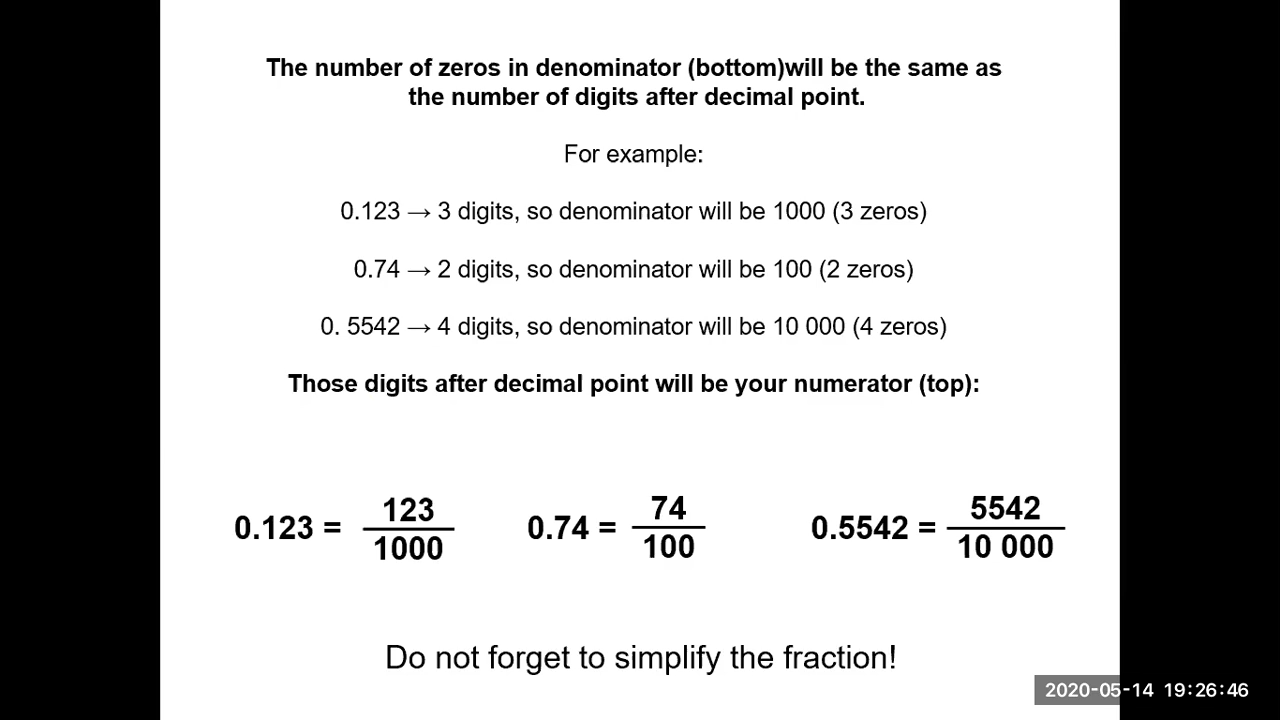 The number of zeros in denominator (bottom)will be the same as
the number of digits after decimal point.
For example:
0.123 → 3 digits, so denominator will be 1000 (3 zeros)
0.74 → 2 digits, so denominator will be 100 (2 zeros)
0. 5542 → 4 digits, so denominator will be 10 000 (4 zeros)
Those digits after decimal point will be your numerator (top):
0.123 = 123/1000 0.74 = 74/100 0.5542 = 5542/10 000
Do not forget to simplify the fraction!
2020-05-14 19:26:46